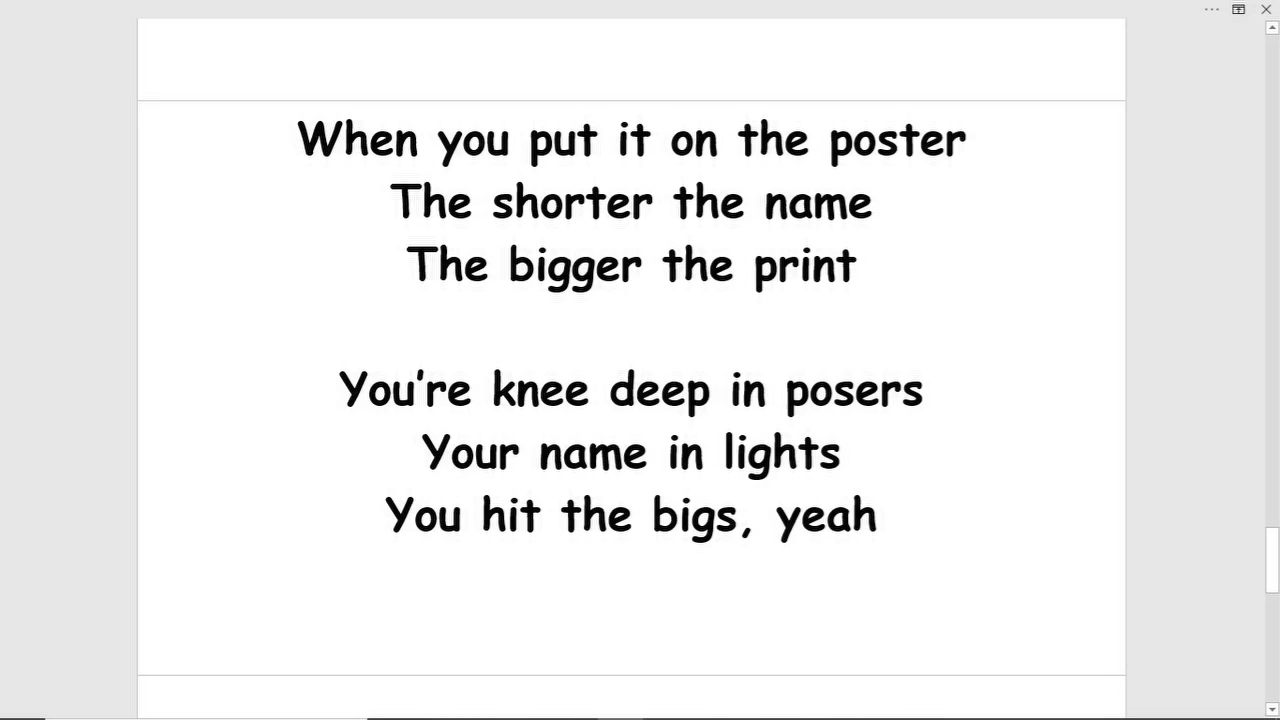 When you put it on the poster
The shorter the name
The bigger the print
You're knee deep in posers
Your name in lights
You hit the bigs, yeah